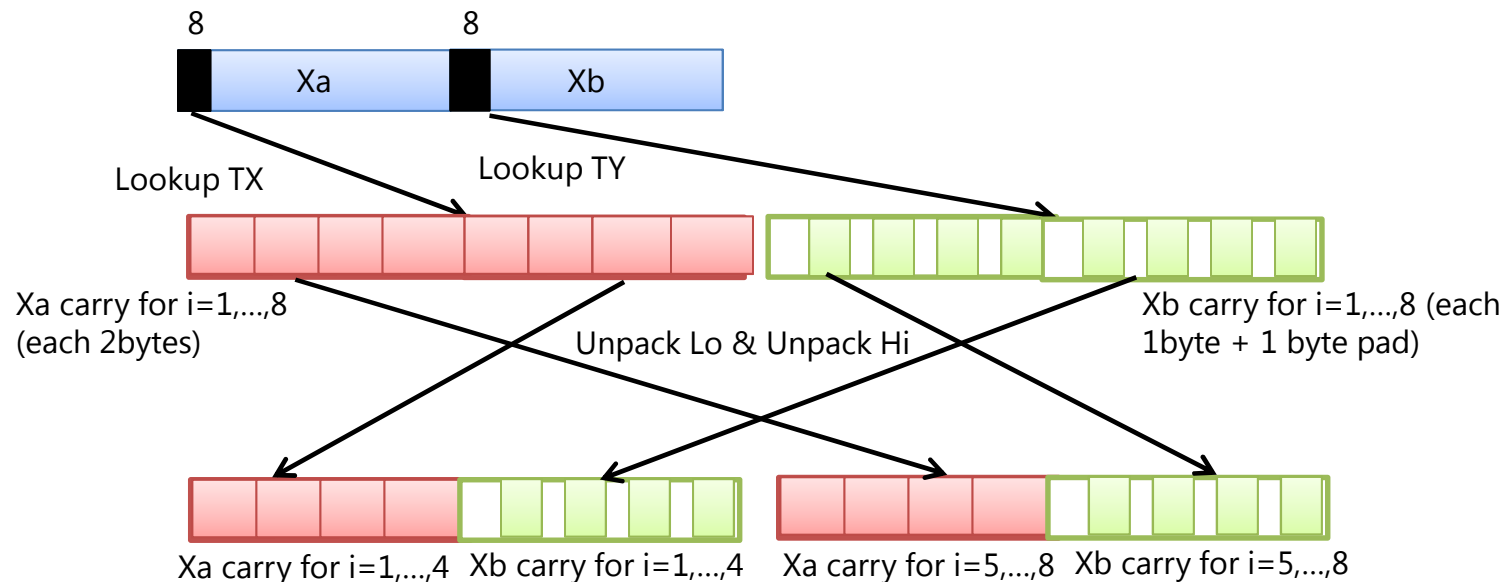 8 8
Xa Xb
Lookup TX Lookup TY
Xa carry for i=1,...,8
(each 2bytes)
Unpack Lo & Unpack Hi
Xb carry for i=1,...,8 (each
1byte + 1 byte pad)
Xa carry for i=1,...,4 Xb carry for i=1,...,4 Xa carry for i=5,...,8 Xb carry for i=5,...,8